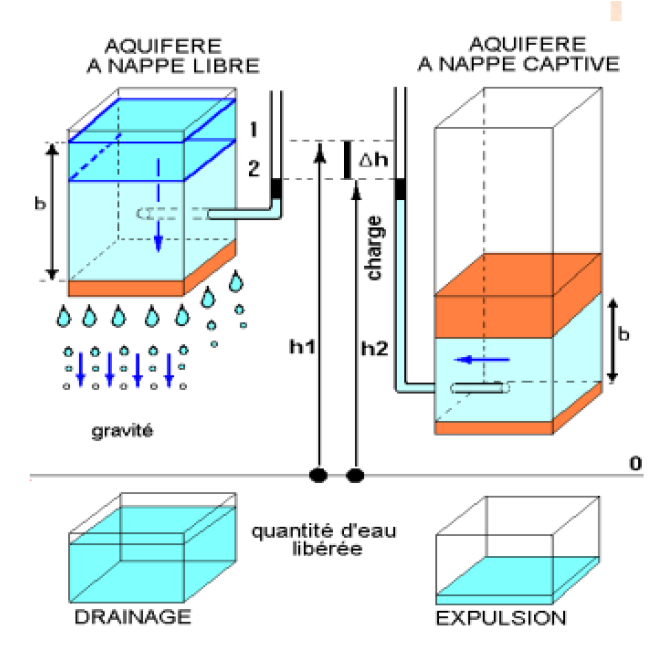 AQUIFERE
A NAPPE LIBRE
AQUIFERE
A NAPPE CAPTIVE
1
2
b
Δh
charge
h1
h2
b
gravité
0
quantité d'eau
libérée
DRAINAGE
EXPULSION